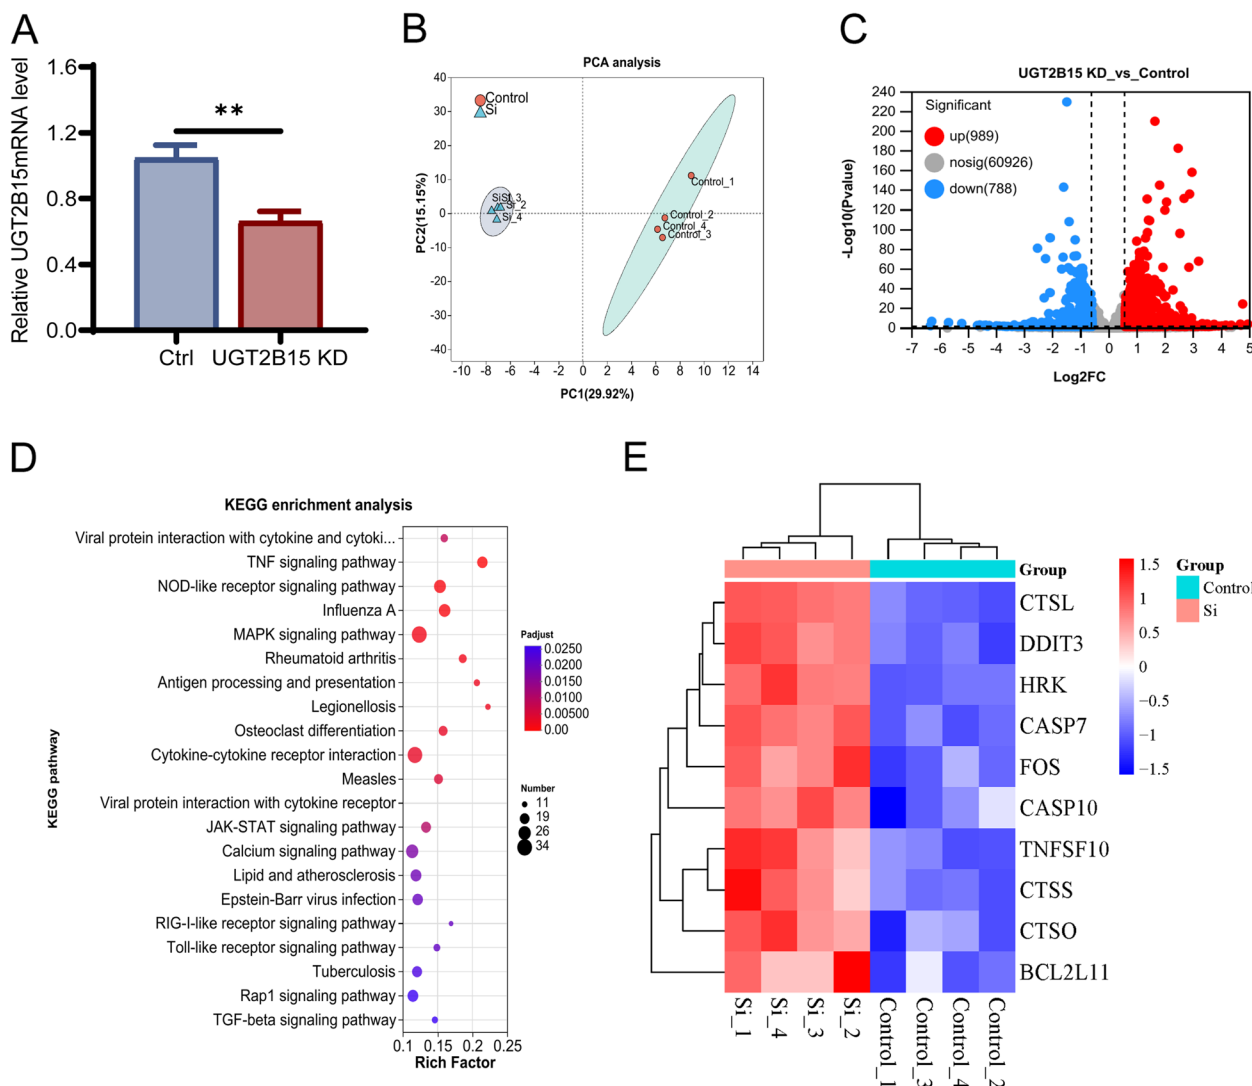 A
Relative UGT2B15mRNA level
1.6
1.2
0.8
0.4
0.0
**
Ctrl
UGT2B15 KD
B
PCA analysis
PC2(15.15%)
40
30
20
10
0
-10
-20
-30
-40
Control
Si
Control_1
Control_2
Control_4
Control_3
Si_3
Si_2
Si_4
-10
-8
-6
-4
-2
0
2
4
6
8
10
12
14
PC1(29.92%)
C
UGT2B15 KD_vs_Control
-Log10(Pvalue)
240
220
200
180
160
140
120
100
80
60
40
20
0
Significant
up(989)
nosig(60926)
down(788)
-7
-6
-5
-4
-3
-2
-1
0
1
2
3
4
5
Log2FC
D
KEGG enrichment analysis
KEGG pathway
Viral protein interaction with cytokine and cytoki...
TNF signaling pathway
NOD-like receptor signaling pathway
Influenza A
MAPK signaling pathway
Rheumatoid arthritis
Antigen processing and presentation
Legionellosis
Osteoclast differentiation
Cytokine-cytokine receptor interaction
Measles
Viral protein interaction with cytokine receptor
JAK-STAT signaling pathway
Calcium signaling pathway
Lipid and atherosclerosis
Epstein-Barr virus infection
RIG-I-like receptor signaling pathway
Toll-like receptor signaling pathway
Tuberculosis
Rap1 signaling pathway
TGF-beta signaling pathway
0.1
0.15
0.2
0.25
Rich Factor
Padjust
0.0250
0.0200
0.0150
0.0100
0.00500
0.00
Number
11
19
26
34
E
Group
CTSL
DDIT3
HRK
CASP7
FOS
CASP10
TNFSF10
CTSS
CTSO
BCL2L11
Si_1
Si_4
Si_3
Si_2
Control_1
Control_3
Control_4
Control_2
1.5
1
0.5
0
−0.5
−1
−1.5
Group
Control
Si